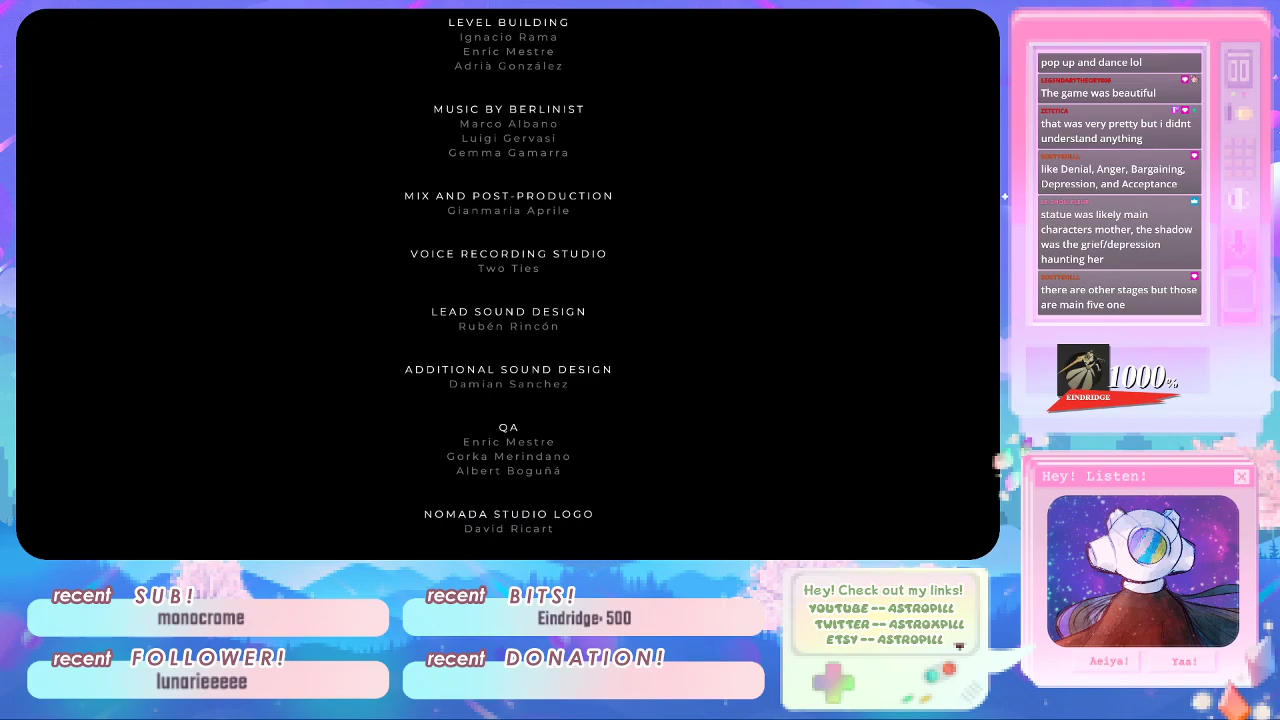 LEVEL BUILDING
Ignacio Rama
Enric Mestre
Adrià González
MUSIC BY BERLINIST
Marco Albano
Luigi Gervasi
Gemma Gamarra
MIX AND POST-PRODUCTION
Gianmaria Aprile
VOICE RECORDING STUDIO
Two Ties
LEAD SOUND DESIGN
Rubén Rincón
ADDITIONAL SOUND DESIGN
Damian Sanchez
QA
Enric Mestre
Gorka Merindano
Albert Boguñá
NOMADA STUDIO LOGO
David Ricart
pop up and dance lol
The game was beautiful
ZETETICA
that was very pretty but i didnt
understand anything
like Denial, Anger, Bargaining,
Depression, and Acceptance
statue was likely main
characters mother, the shadow
was the grief/depression
haunting her
there are other stages but those
are main five one
1000%
EINDRIDGE
Hey! Listen!
Aeiya!
Yaa!
recent SUB!
monocrome
recent BITS!
Eindridge: 500
recent FOLLOWER!
lunarieeeee
recent DONATION!
Hey! Check out my links!
YOUTUBE -- ASTROPILL
TWITTER -- ASTROXPILL
ETSY -- ASTROPILL